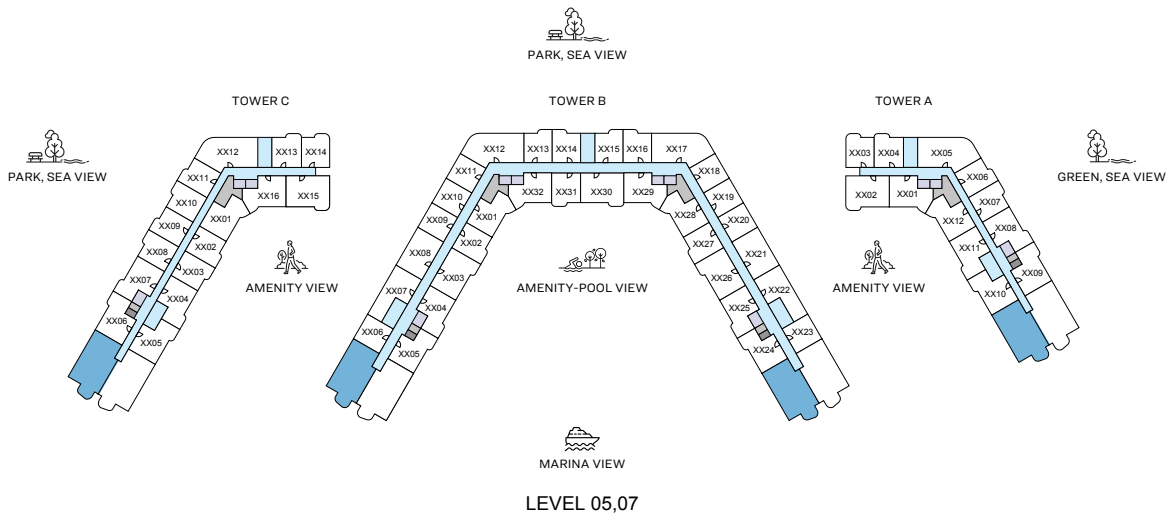 PARK, SEA VIEW
TOWER C
TOWER B
TOWER A
PARK, SEA VIEW
GREEN, SEA VIEW
XX12
XX13
XX14
XX11
XX10
XX09
XX08
XX07
XX06
XX01
XX02
XX03
XX04
XX05
XX16
XX15
XX12
XX13
XX14
XX15
XX16
XX17
XX11
XX10
XX09
XX08
XX07
XX06
XX01
XX02
XX03
XX04
XX05
XX32
XX31
XX30
XX29
XX28
XX27
XX26
XX25
XX24
XX18
XX19
XX20
XX21
XX22
XX23
XX03
XX04
XX05
XX02
XX01
XX06
XX07
XX08
XX09
XX12
XX11
XX10
AMENITY VIEW
AMENITY-POOL VIEW
AMENITY VIEW
MARINA VIEW
LEVEL 05,07